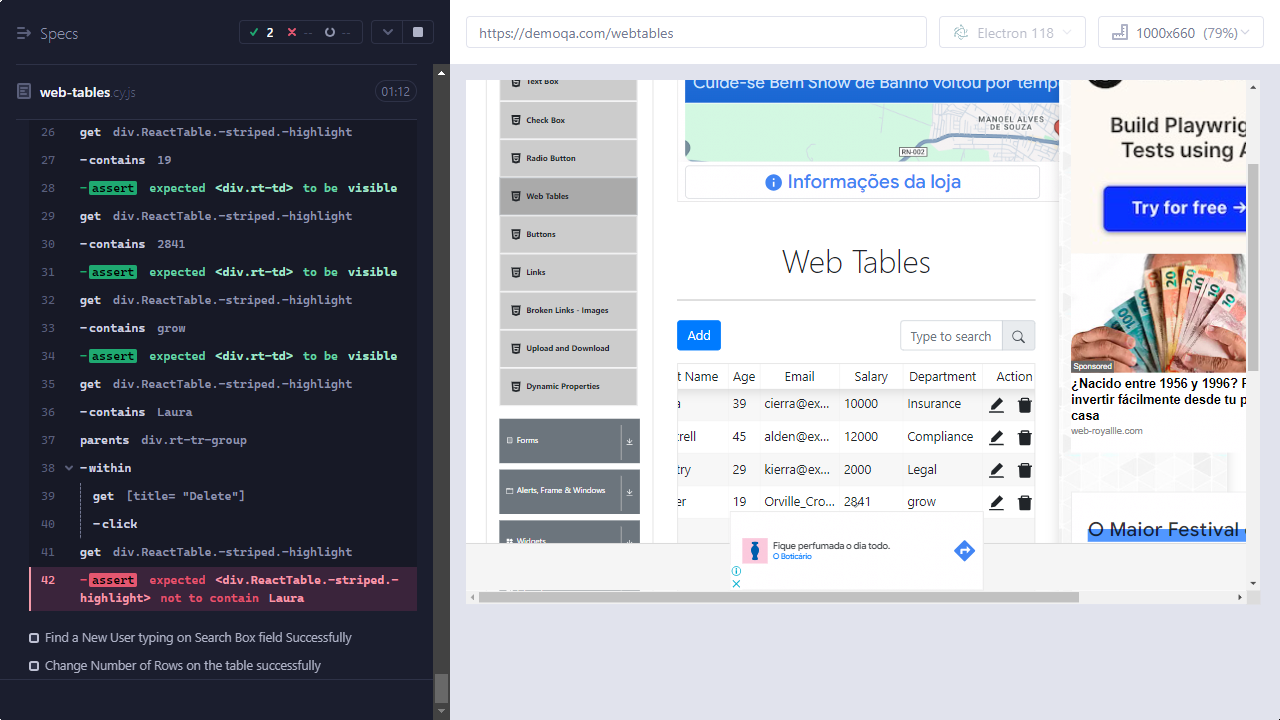 Specs
2
--
--
web-tables.cy.js
01:12
26 get div.ReactTable.-striped.-highlight
27 -contains 19
28 -assert expected <div.rt-td> to be visible
29 get div.ReactTable.-striped.-highlight
30 -contains 2841
31 -assert expected <div.rt-td> to be visible
32 get div.ReactTable.-striped.-highlight
33 -contains grow
34 -assert expected <div.rt-td> to be visible
35 get div.ReactTable.-striped.-highlight
36 -contains Laura
37 parents div.rt-tr-group
38 -within
39 get [title= "Delete"]
40 -click
41 get div.ReactTable.-striped.-highlight
42 -assert expected <div.ReactTable.-striped.-
highlight> not to contain Laura
Find a New User typing on Search Box field Successfully
Change Number of Rows on the table successfully
https://demoqa.com/webtables
Electron 118
1000x660 (79%)
Text Box
Check Box
Radio Button
Web Tables
Buttons
Links
Broken Links - Images
Upload and Download
Dynamic Properties
Forms
Alerts, Frame & Windows
Widgets
Cuide-se Bem Show de Banho voltou por temp
MANOEL ALVES
DE SOUZA
RN-002
Informações da loja
Web Tables
Add
Type to search
t Name Age Email Salary Department Action
a 39 cierra@ex... 10000 Insurance
rell 45 alden@ex... 12000 Compliance
try 29 kierra@ex... 2000 Legal
er 19 Orville_Cro... 2841 grow
Fique perfumada o dia todo.
O Boticário
Build Playwrig
Tests using A
Try for free →
Sponsored
¿Nacido entre 1956 y 1996? P
invertir fácilmente desde tu p
casa
web-royallle.com
O Maior Festival